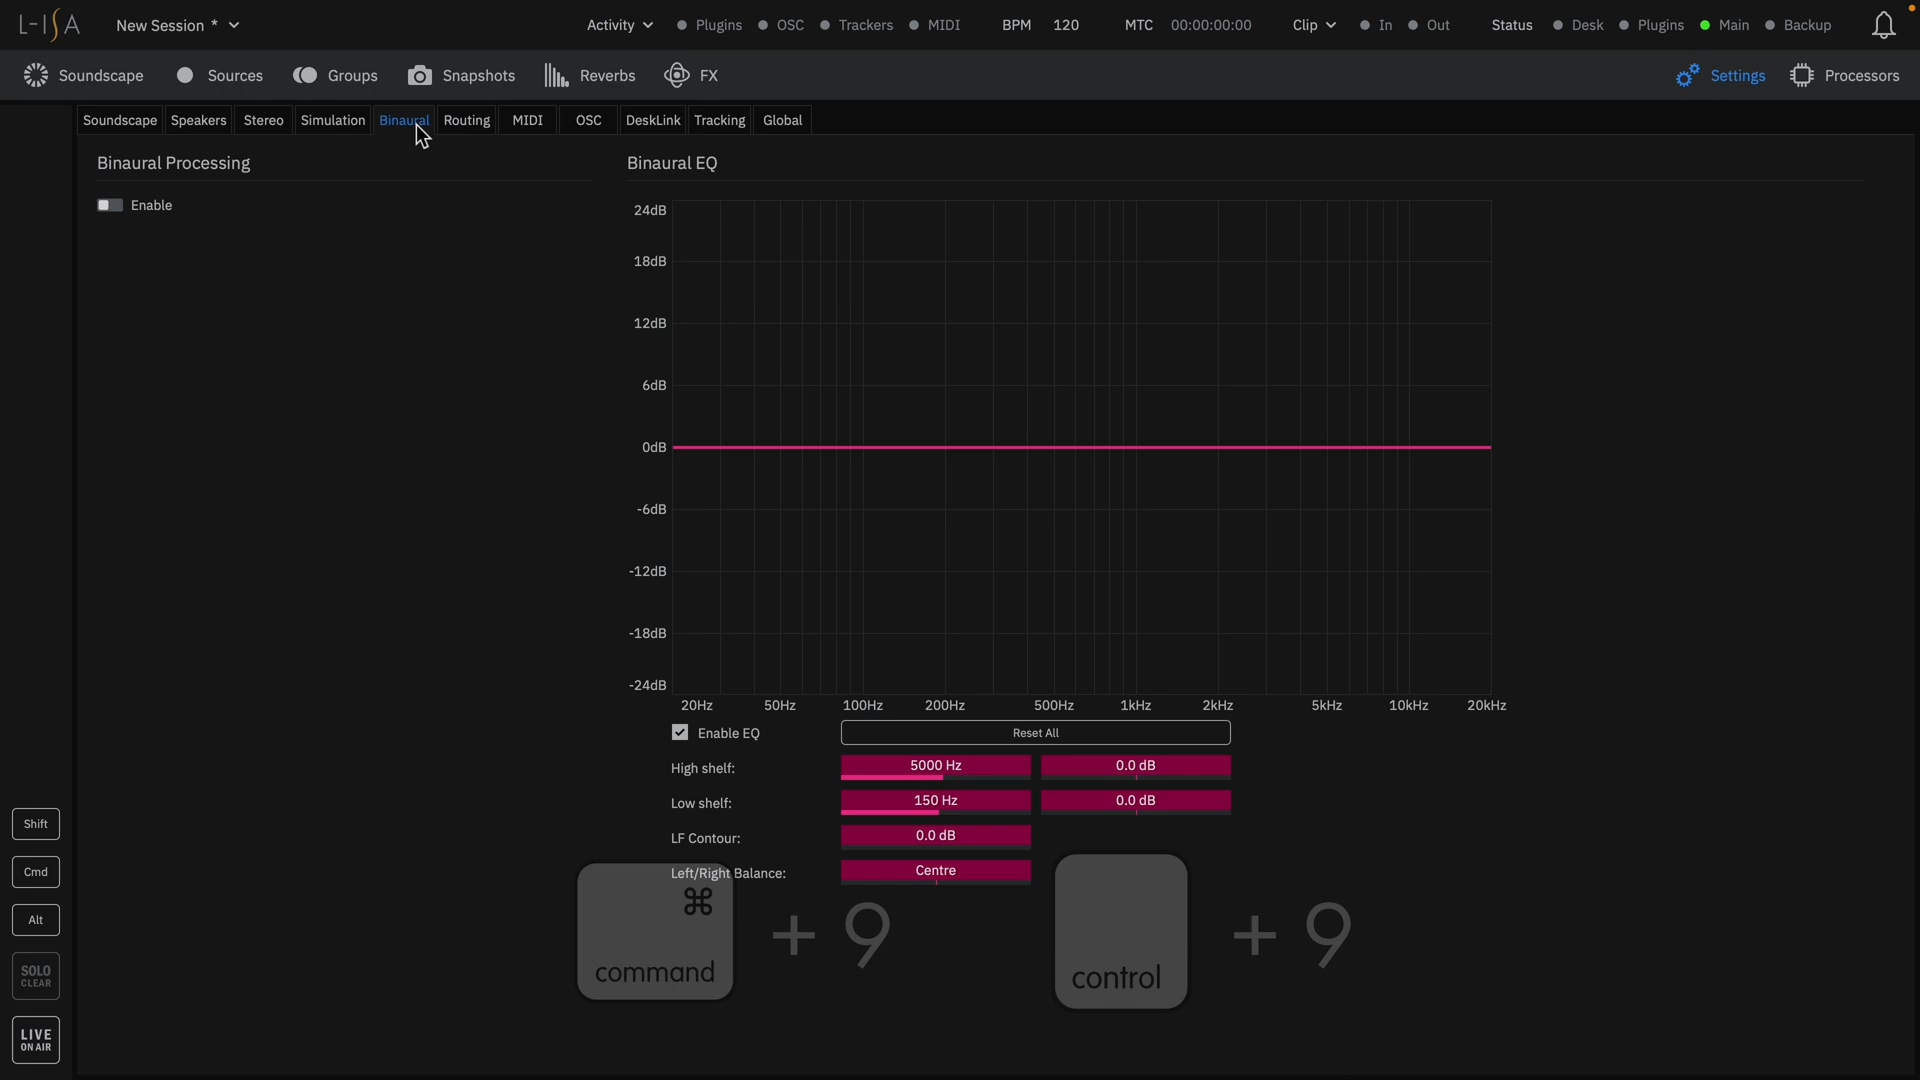 L-ISA New Session * Activity Plugins OSC Trackers MIDI BPM 120 MTC 00:00:00:00 Clip In Out Status Desk Plugins Main Backup
Soundscape Sources Groups Snapshots Reverbs FX Settings Processors
Soundscape Speakers Stereo Simulation Binaural Routing MIDI OSC DeskLink Tracking Global
Binaural Processing
Enable
Binaural EQ
24dB
18dB
12dB
6dB
0dB
-6dB
-12dB
-18dB
-24dB
20Hz 50Hz 100Hz 200Hz 500Hz 1kHz 2kHz 5kHz 10kHz 20kHz
Enable EQ Reset All
High shelf: 5000 Hz 0.0 dB
Low shelf: 150 Hz 0.0 dB
LF Contour: 0.0 dB
Left/Right Balance: Centre
⌘
command + 9 control + 9
Shift
Cmd
Alt
SOLO
CLEAR
LIVE
ON AIR